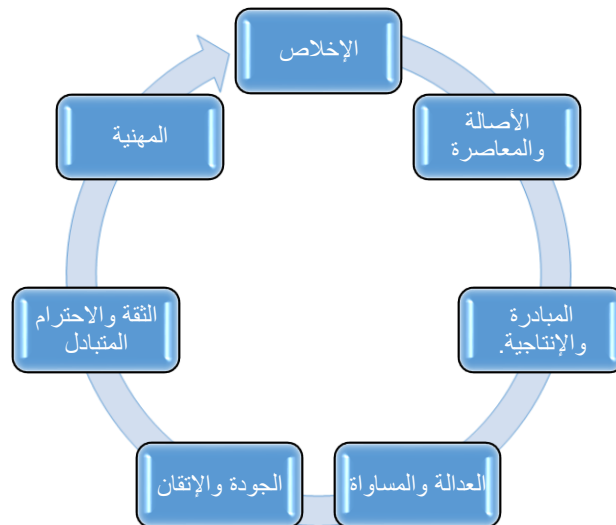 الإخلاص
الأصالة
والمعاصرة
المبادرة
والإنتاجية.
العدالة والمساواة
الجودة والإتقان
الثقة والاحترام
المتبادل
المهنية